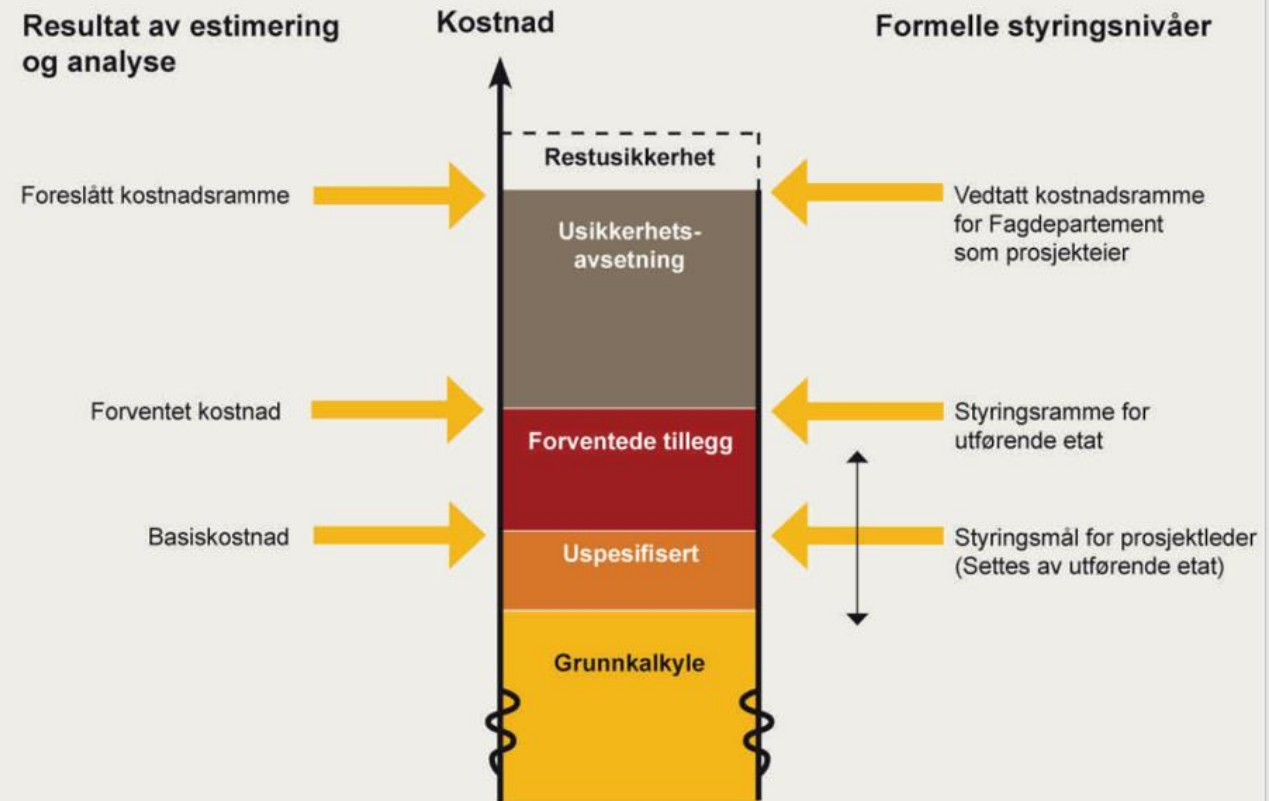 Resultat av estimering
og analyse
Kostnad
Formelle styringsnivåer
Restusikkerhet
Foreslått kostnadsramme
Vedtatt kostnadsramme
for Fagdepartement
som prosjekteier
Usikkerhets-
avsetning
Forventet kostnad
Styringsramme for
utførende etat
Forventede tillegg
Basiskostnad
Styringsmål for prosjektleder
(Settes av utførende etat)
Uspesifisert
Grunnkalkyle